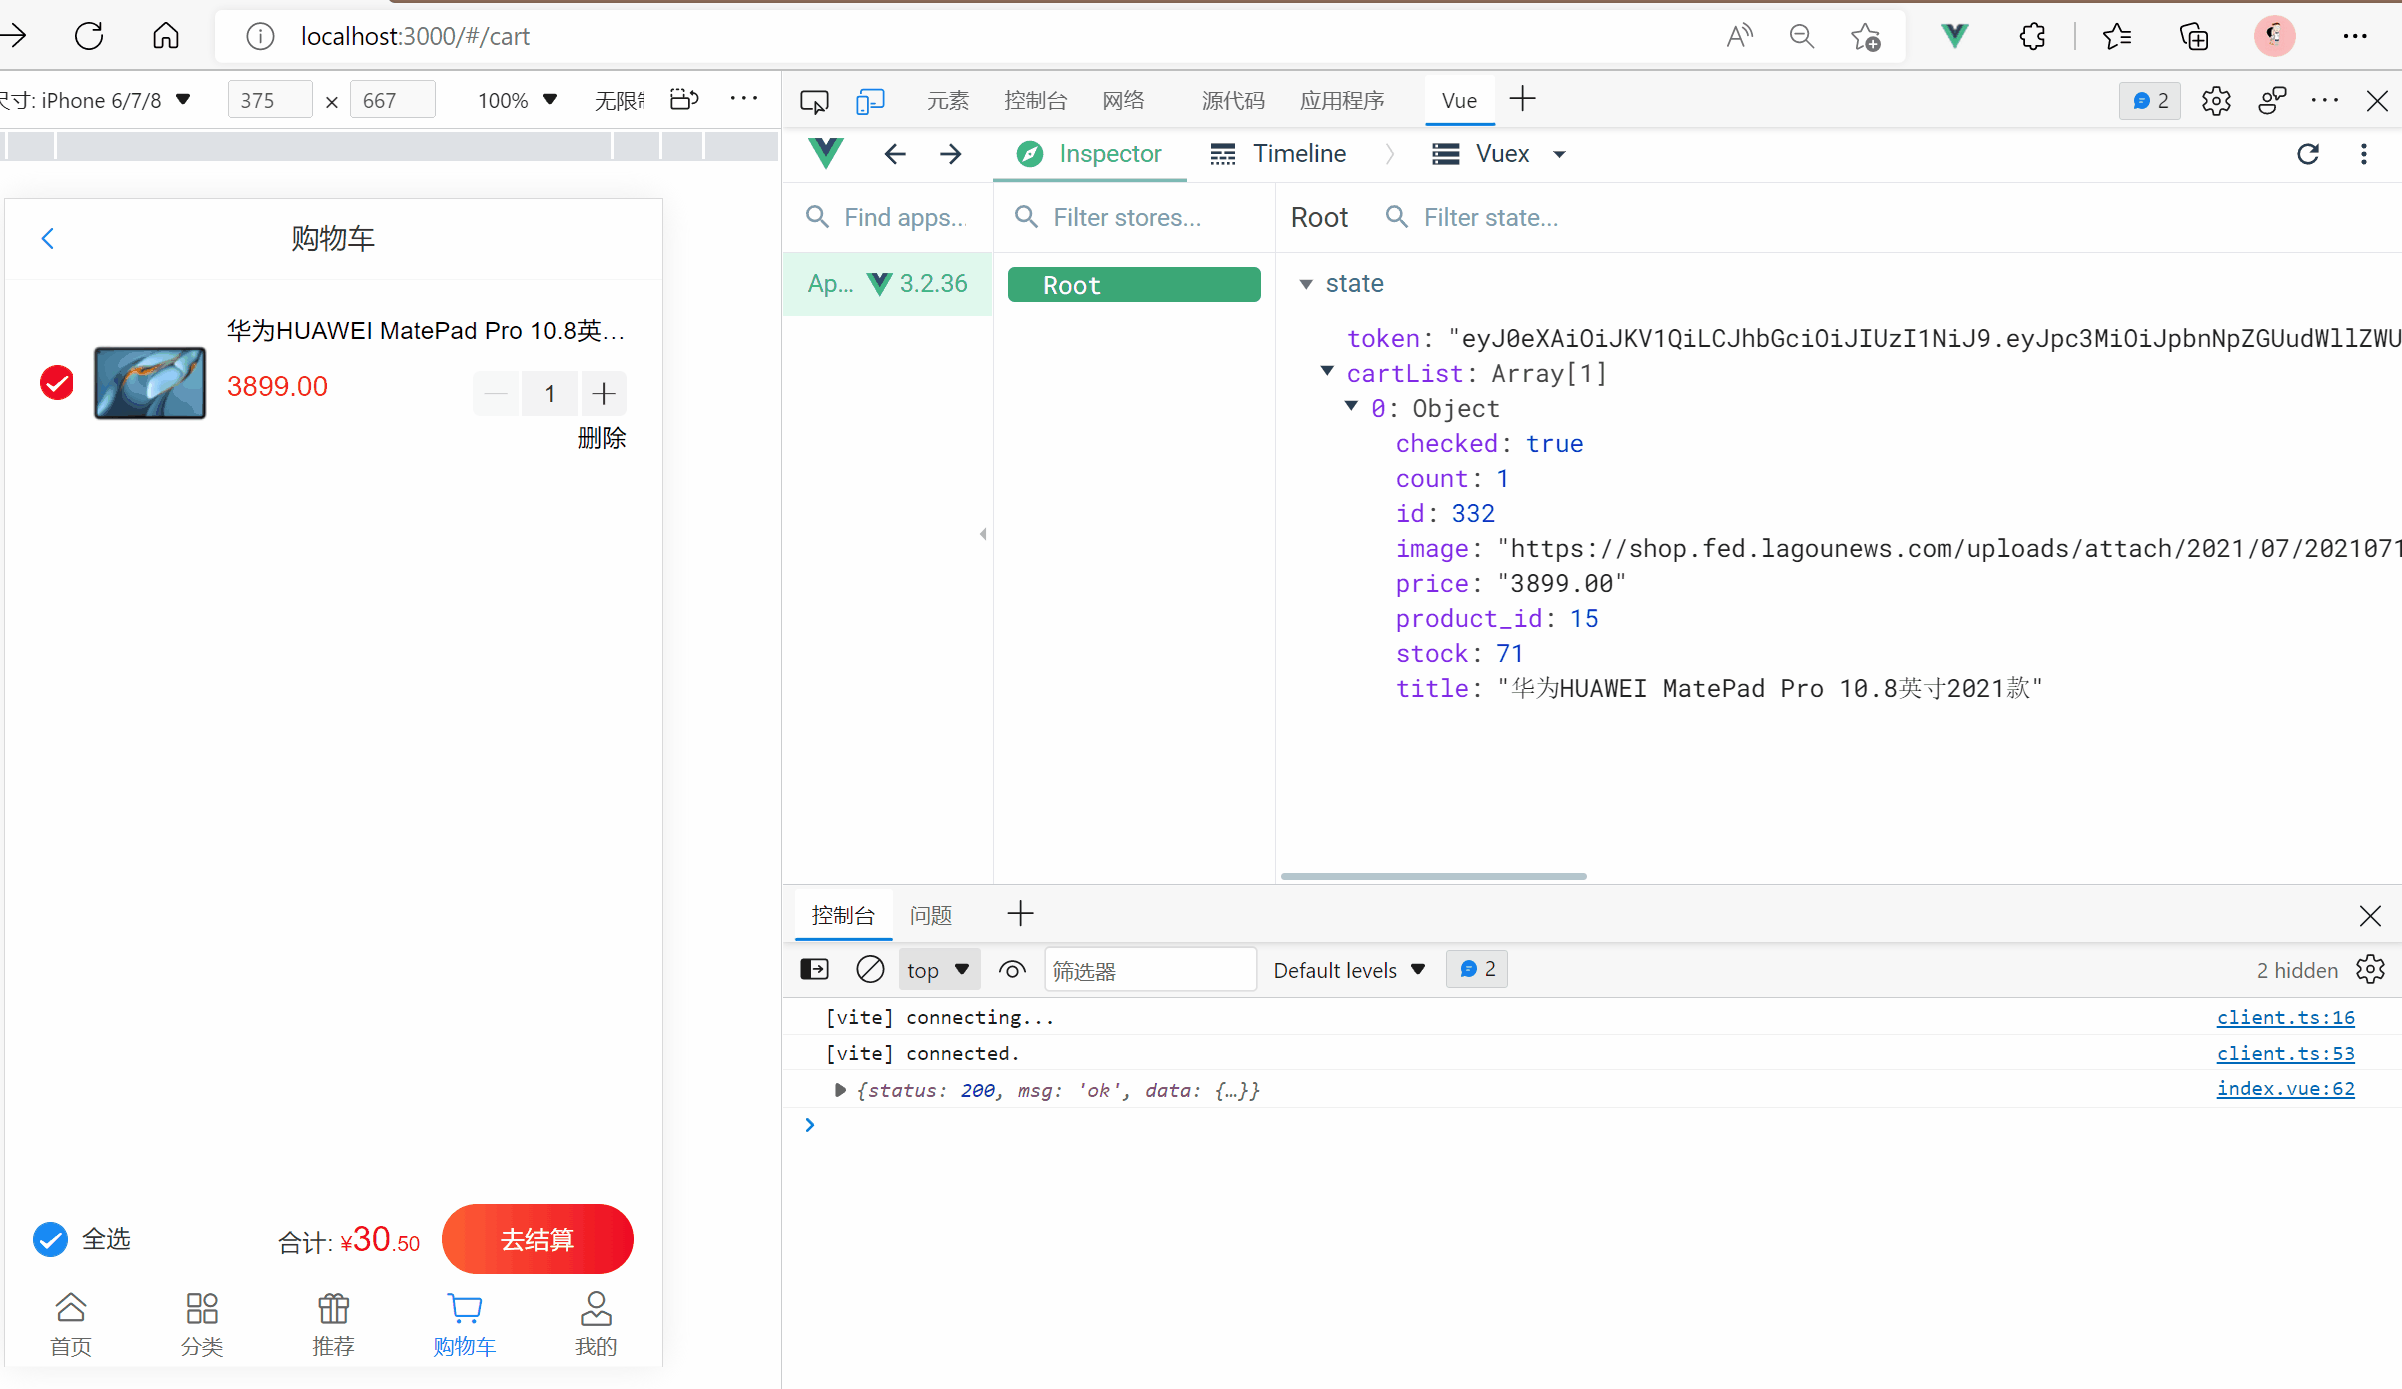 localhost:3000/#/cart
尺寸: iPhone 6/7/8
375 × 667
100%
无限制
元素
控制台
网络
源代码
应用程序
Vue
2
Inspector
Timeline
Vuex
Find apps...
Filter stores...
Root
Filter state...
Ap... 3.2.36
Root
state
token: "eyJ0eXAiOiJKV1QiLCJhbGciOiJIUzI1NiJ9.eyJpc3MiOiJpbnNpZGUudWllZWU
cartList: Array[1]
0: Object
checked: true
count: 1
id: 332
image: "https://shop.fed.lagounews.com/uploads/attach/2021/07/2021071
price: "3899.00"
product_id: 15
stock: 71
title: "华为HUAWEI MatePad Pro 10.8英寸2021款"
购物车
华为HUAWEI MatePad Pro 10.8英…
3899.00
1
删除
全选
合计: ¥30.50
去结算
首页
分类
推荐
购物车
我的
控制台
问题
top
筛选器
Default levels
2
2 hidden
[vite] connecting... client.ts:16
[vite] connected. client.ts:53
{status: 200, msg: 'ok', data: {…}} index.vue:62